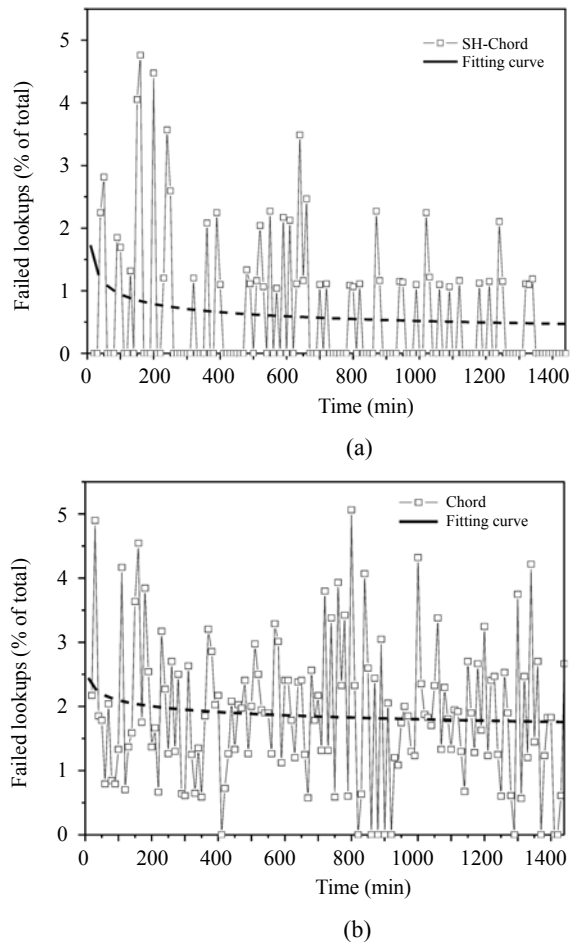 5
SH-Chord
Fitting curve
4
3
2
1
0
Failed lookups (% of total)
0 200 400 600 800 1000 1200 1400
Time (min)
(a)
5
Chord
Fitting curve
4
3
2
1
0
Failed lookups (% of total)
0 200 400 600 800 1000 1200 1400
Time (min)
(b)